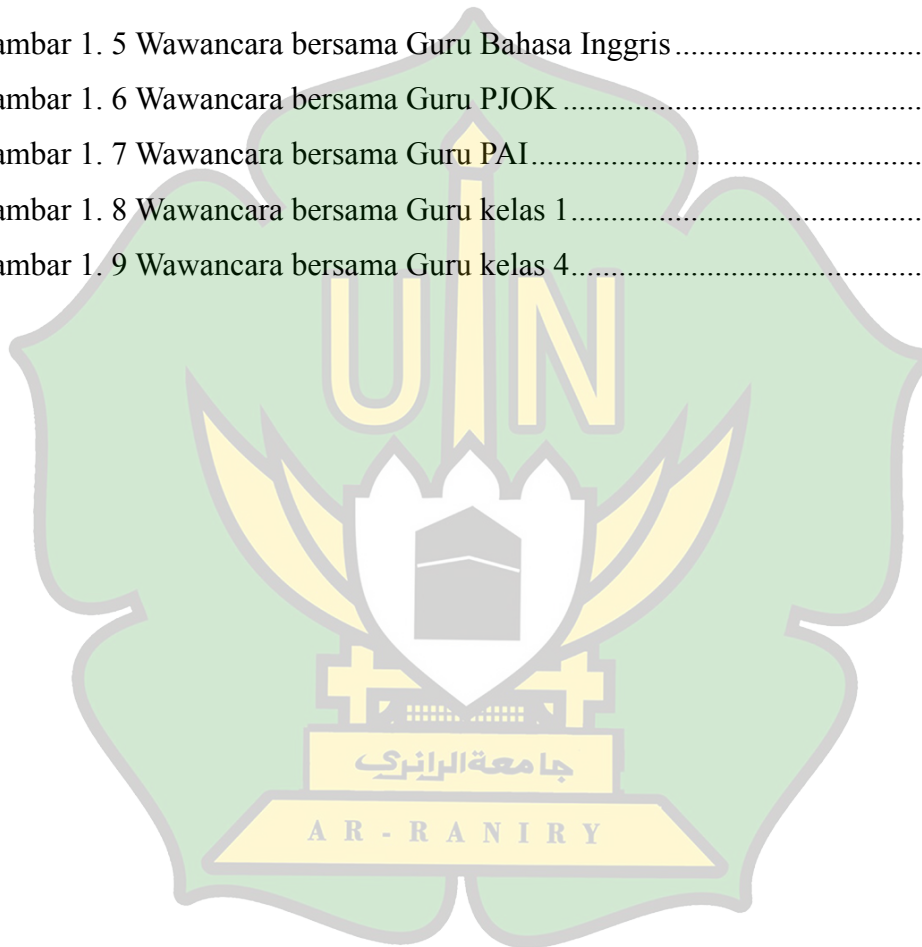 ambar 1. 5 Wawancara bersama Guru Bahasa Inggris................................
ambar 1. 6 Wawancara bersama Guru PJOK ................................................
ambar 1. 7 Wawancara bersama Guru PAI....................................................
ambar 1. 8 Wawancara bersama Guru kelas 1...............................................
ambar 1. 9 Wawancara bersama Guru kelas 4...............................................
UIN
جامعة الرانري
AR-RANIRY